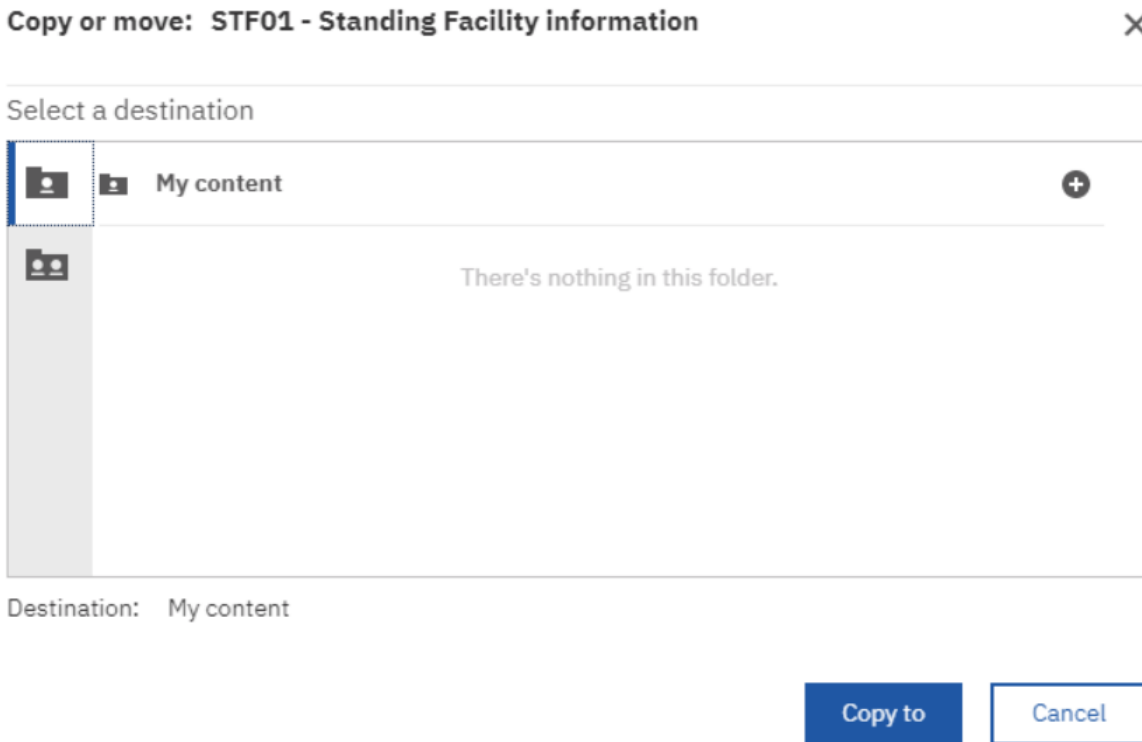 Copy or move: STF01 - Standing Facility information
Select a destination
My content
There's nothing in this folder.
Destination: My content
Copy to
Cancel